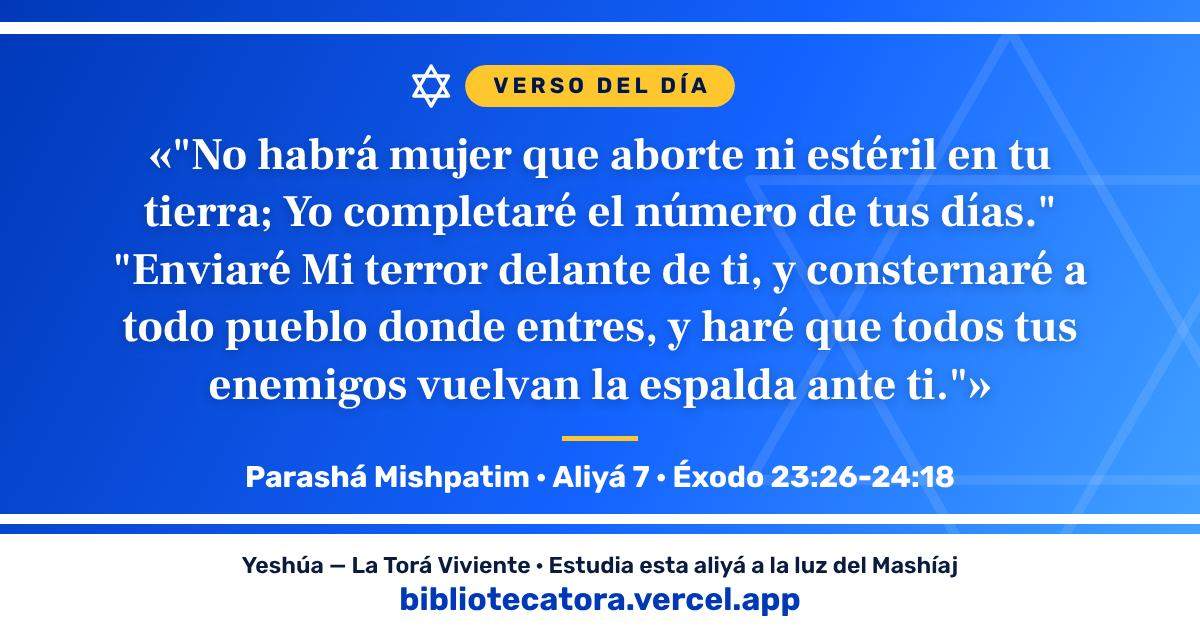 VERSO DEL DÍA
«"No habrá mujer que aborte ni estéril en tu
tierra; Yo completaré el número de tus días."
"Enviaré Mi terror delante de ti, y consternaré a
todo pueblo donde entres, y haré que todos tus
enemigos vuelvan la espalda ante ti."»
Parashá Mishpatim • Aliyá 7 • Éxodo 23:26-24:18
Yeshúa — La Torá Viviente • Estudia esta aliyá a la luz del Mashíaj
bibliotecatora.vercel.app